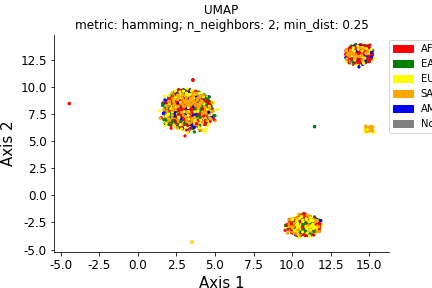 UMAP
metric: hamming; n_neighbors: 2; min_dist: 0.25
Axis 2
12.5
10.0
7.5
5.0
2.5
0.0
-2.5
-5.0
-5.0 -2.5 0.0 2.5 5.0 7.5 10.0 12.5 15.0
Axis 1
AF
EA
EU
SA
AM
No